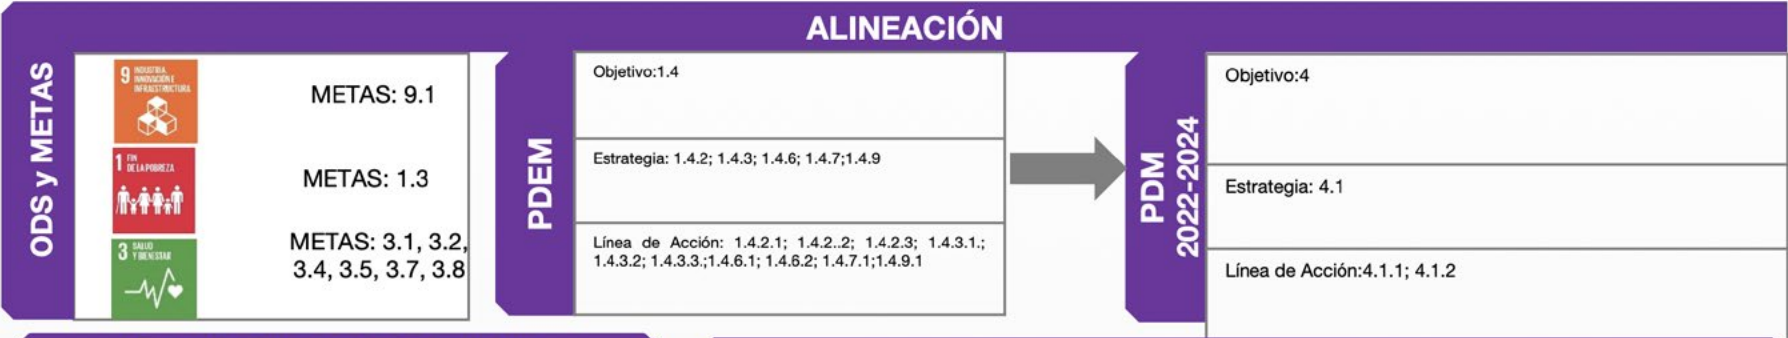 ALINEACIÓN
ODS y METAS
9 INDUSTRIA,
INNOVACIÓN E
INFRAESTRUCTURA
METAS: 9.1
1 FIN
DE LA POBREZA
METAS: 1.3
3 SALUD
Y BIENESTAR
METAS: 3.1, 3.2,
3.4, 3.5, 3.7, 3.8
PDEM
Objetivo:1.4
Estrategia: 1.4.2; 1.4.3; 1.4.6; 1.4.7;1.4.9
Línea de Acción: 1.4.2.1; 1.4.2..2; 1.4.2.3; 1.4.3.1.;
1.4.3.2; 1.4.3.3.;1.4.6.1; 1.4.6.2; 1.4.7.1;1.4.9.1
PDM
2022-2024
Objetivo:4
Estrategia: 4.1
Línea de Acción:4.1.1; 4.1.2